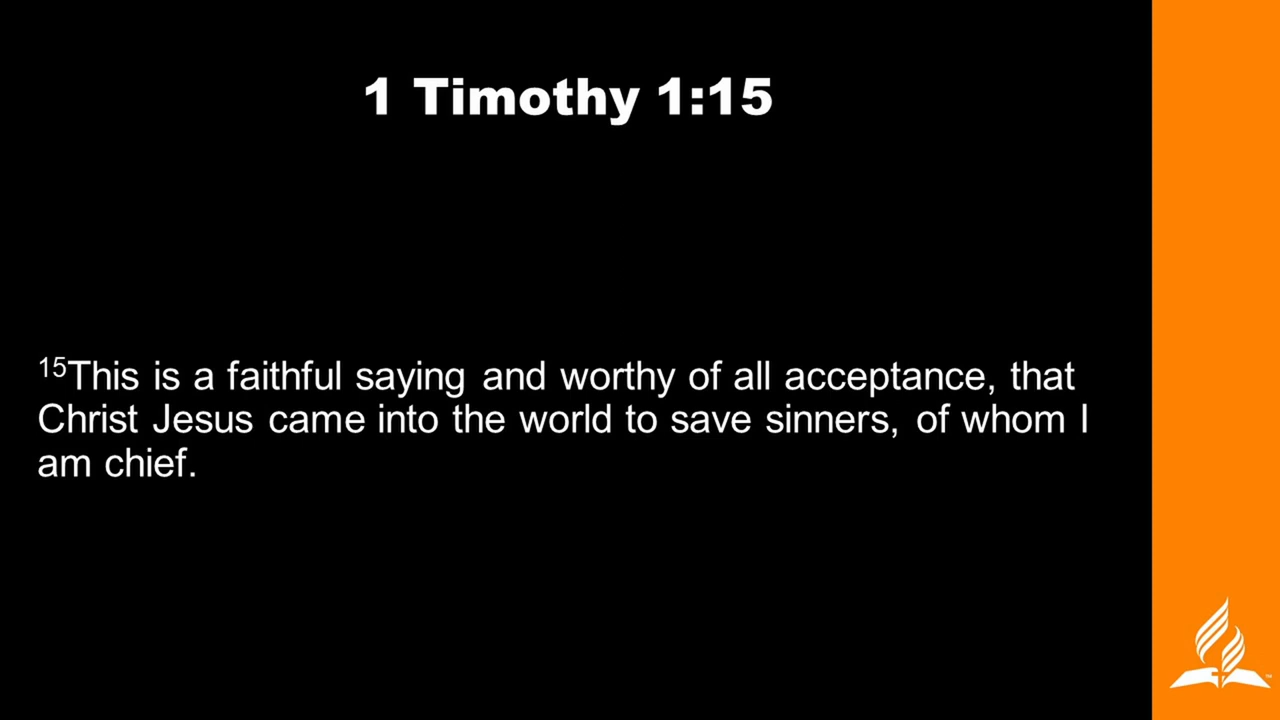 1 Timothy 1:15
15This is a faithful saying and worthy of all acceptance, that
Christ Jesus came into the world to save sinners, of whom I
am chief.